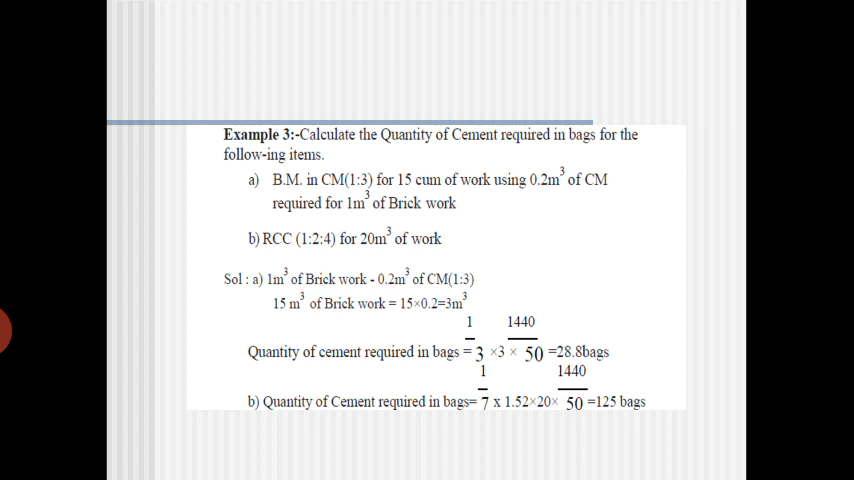 Example 3:-Calculate the Quantity of Cement required in bags for the
follow-ing items.
a) B.M. in CM(1:3) for 15 cum of work using 0.2m³ of CM
required for 1m³ of Brick work
b) RCC (1:2:4) for 20m³ of work
Sol : a) 1m³ of Brick work - 0.2m³ of CM(1:3)
15 m³ of Brick work = 15×0.2=3m³
Quantity of cement required in bags = 1/3 ×3 × 1440/50 =28.8bags
b) Quantity of Cement required in bags= 1/7 x 1.52×20× 1440/50 =125 bags